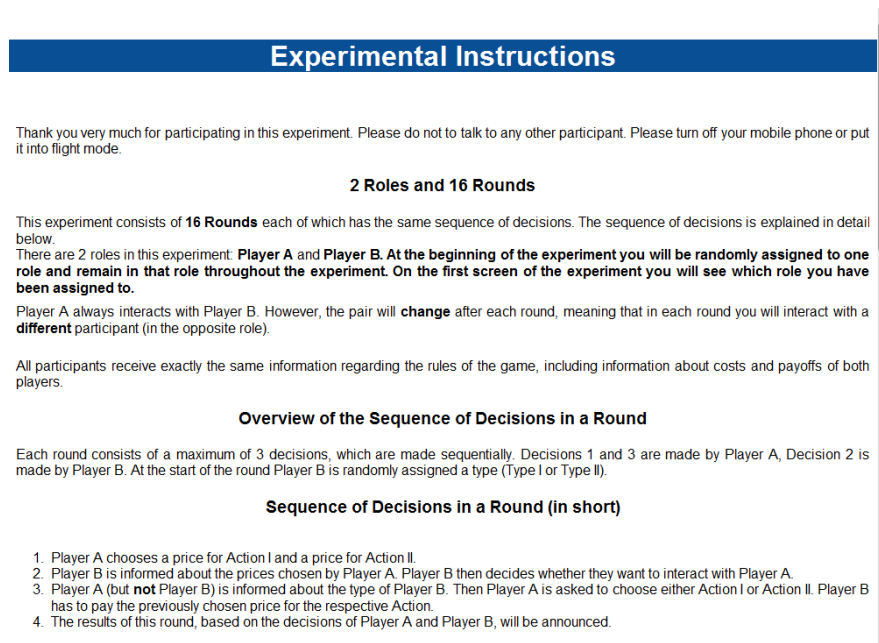 Experimental Instructions
Thank you very much for participating in this experiment. Please do not to talk to any other participant. Please turn off your mobile phone or put
it into flight mode.
2 Roles and 16 Rounds
This experiment consists of 16 Rounds each of which has the same sequence of decisions. The sequence of decisions is explained in detail
below.
There are 2 roles in this experiment: Player A and Player B. At the beginning of the experiment you will be randomly assigned to one
role and remain in that role throughout the experiment. On the first screen of the experiment you will see which role you have
been assigned to.
Player A always interacts with Player B. However, the pair will change after each round, meaning that in each round you will interact with a
different participant (in the opposite role).
All participants receive exactly the same information regarding the rules of the game, including information about costs and payoffs of both
players.
Overview of the Sequence of Decisions in a Round
Each round consists of a maximum of 3 decisions, which are made sequentially. Decisions 1 and 3 are made by Player A, Decision 2 is
made by Player B. At the start of the round Player B is randomly assigned a type (Type I or Type II).
Sequence of Decisions in a Round (in short)
1. Player A chooses a price for Action I and a price for Action II.
2. Player B is informed about the prices chosen by Player A. Player B then decides whether they want to interact with Player A.
3. Player A (but not Player B) is informed about the type of Player B. Then Player A is asked to choose either Action I or Action II. Player B
has to pay the previously chosen price for the respective Action.
4. The results of this round, based on the decisions of Player A and Player B, will be announced.